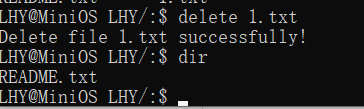 LHY@MiniOS LHY/:$ delete 1.txt
Delete file 1.txt successfully!
LHY@MiniOS LHY/:$ dir
README.txt
LHY@MiniOS LHY/:$